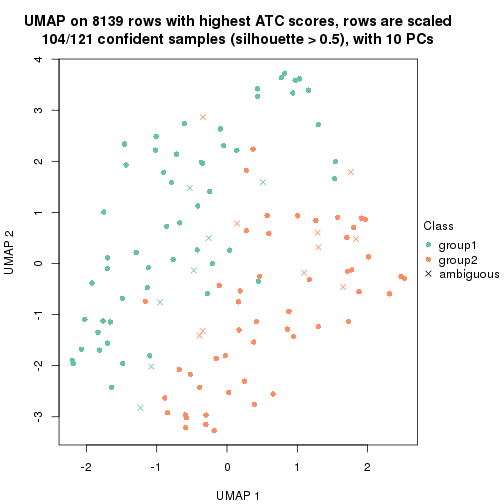 UMAP on 8139 rows with highest ATC scores, rows are scaled
104/121 confident samples (silhouette > 0.5), with 10 PCs
4
3
2
1
0
-1
-2
-3
UMAP 2
-2
-1
0
1
2
UMAP 1
Class
group1
group2
ambiguous